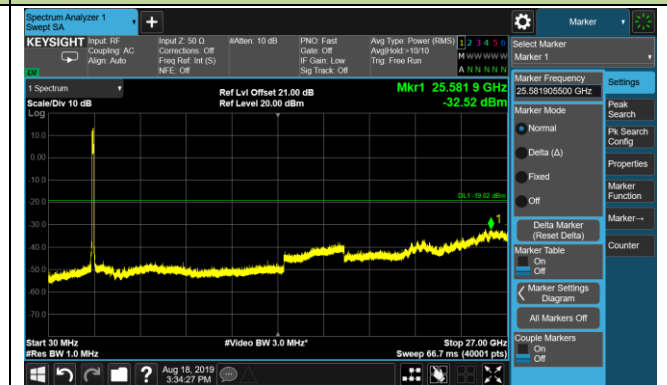 Spectrum Analyzer 1
Swept SA
+
Marker
KEYSIGHT
Input: RF
Coupling: AC
Align: Auto
Input Z: 50 Ω
Corrections: Off
Freq Ref: Int (S)
NFE: Off
#Atten: 10 dB
PNO: Fast
Gate: Off
IF Gain: Low
Sig Track: Off
Avg Type: Power (RMS)
Avg|Hold >10/10
Trig: Free Run
1 2 3 4 5 6
M W W W W W
A N N N N N
Select Marker
Marker 1
1 Spectrum
Scale/Div 10 dB
Log
Ref Lvl Offset 21.00 dB
Ref Level 20.00 dBm
Mkr1 25.581 9 GHz
-32.52 dBm
10.0
0.00
-10.0
-20.0
-30.0
-40.0
-50.0
-60.0
-70.0
DL1 -19.02 dBm
1
Start 30 MHz
#Res BW 1.0 MHz
#Video BW 3.0 MHz*
Stop 27.00 GHz
Sweep 66.7 ms (40001 pts)
Marker Frequency
25.581905500 GHz
Marker Mode
Normal
Delta (Δ)
Fixed
Off
Delta Marker
(Reset Delta)
Marker Table
On
Off
Marker Settings
Diagram
All Markers Off
Couple Markers
On
Off
Settings
Peak
Search
Pk Search
Config
Properties
Marker
Function
Marker→
Counter
?
Aug 18, 2019
3:34:27 PM